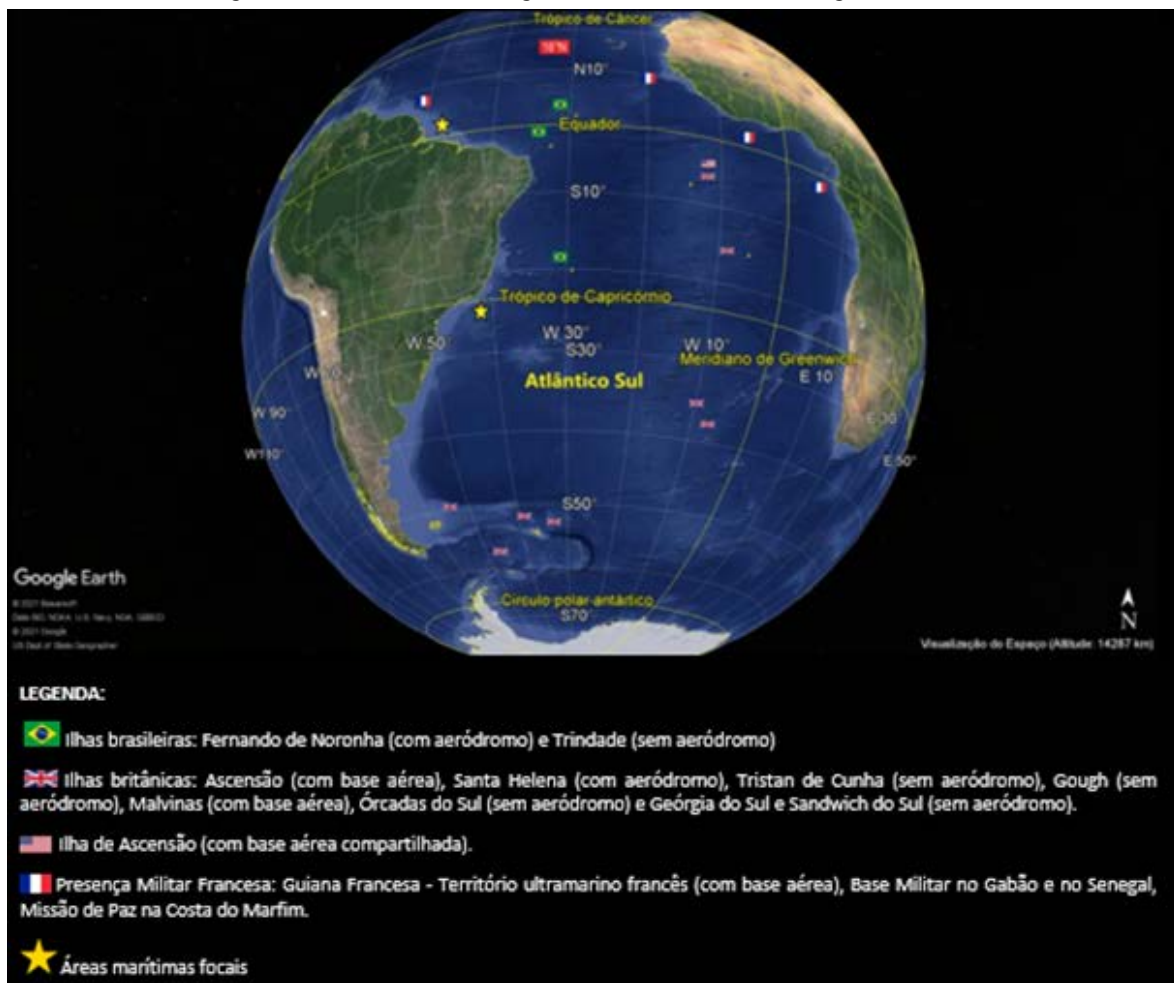 Trópico de Câncer
16°N
N10°
Equador
S10°
Trópico de Capricórnio
W 30°
W 50°
S30°
W 10°
Meridiano de Greenwich
E 10
Atlântico Sul
W 90°
E 30
W110°
E 50°
S50°
Google Earth
Círculo polar antártico
S70°
© 2021 Google
N
Visualização do Espaço (Altitude: 14287 km)
LEGENDA:
Ilhas brasileiras: Fernando de Noronha (com aeródromo) e Trindade (sem aeródromo)
Ilhas britânicas: Ascensão (com base aérea), Santa Helena (com aeródromo), Tristan de Cunha (sem aeródromo), Gough (sem
aeródromo), Malvinas (com base aérea), Órcadas do Sul (sem aeródromo) e Geórgia do Sul e Sandwich do Sul (sem aeródromo).
Ilha de Ascensão (com base aérea compartilhada).
Presença Militar Francesa: Guiana Francesa - Território ultramarino francês (com base aérea), Base Militar no Gabão e no Senegal,
Missão de Paz na Costa do Marfim.
Áreas marítimas focais